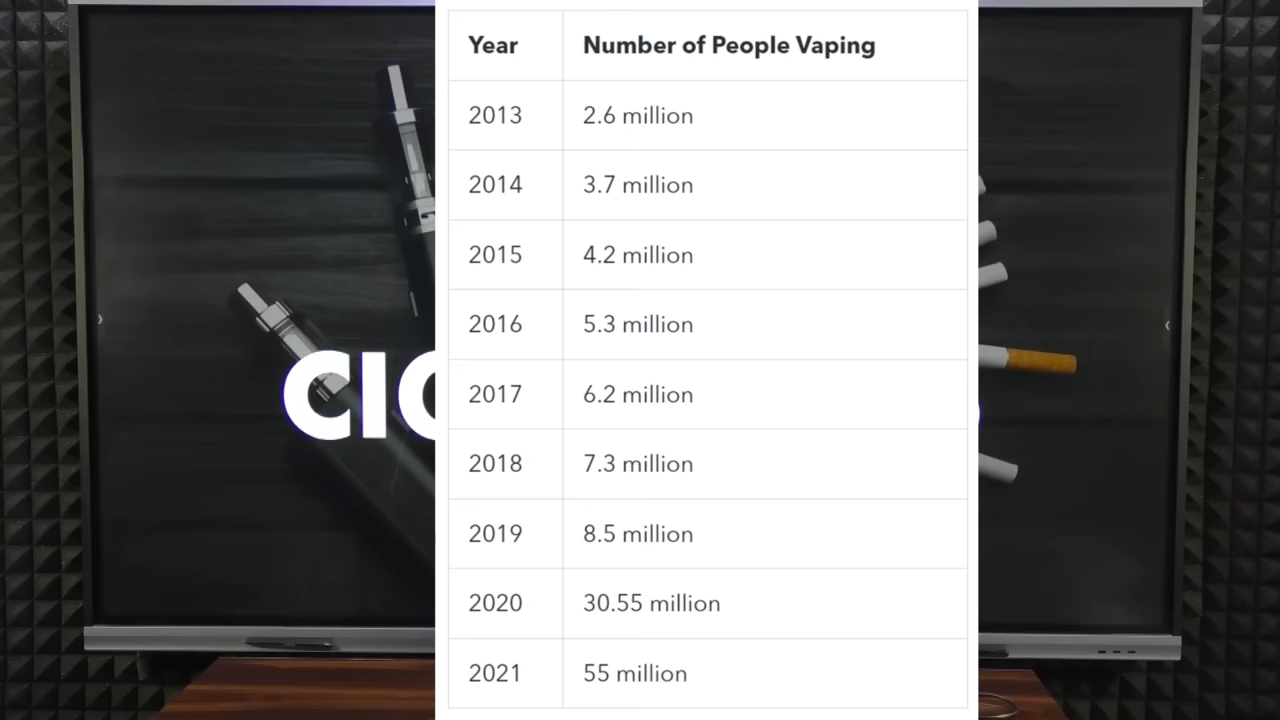 Year Number of People Vaping
2013 2.6 million
2014 3.7 million
2015 4.2 million
2016 5.3 million
2017 6.2 million
2018 7.3 million
2019 8.5 million
2020 30.55 million
2021 55 million